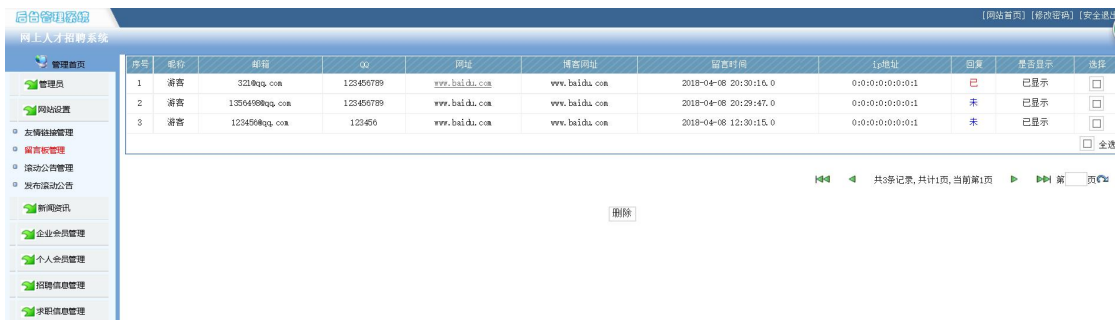 后台管理系统
[网站首页] [修改密码] [安全退出
网上人才招聘系统
管理首页
管理员
网站设置
友情链接管理
留言板管理
滚动公告管理
发布滚动公告
新闻资讯
企业会员管理
个人会员管理
招聘信息管理
求职信息管理
序号 昵称 邮箱 QQ 网址 博客网址 留言时间 Ip地址 回复 是否显示 选择
1 游客 321@qq.com 123456789 www.baidu.com www.baidu.com 2018-04-08 20:30:16.0 0:0:0:0:0:0:0:1 已 已显示
2 游客 1356498@qq.com 123456789 www.baidu.com www.baidu.com 2018-04-08 20:29:47.0 0:0:0:0:0:0:0:1 未 已显示
3 游客 123456@qq.com 123456 www.baidu.com www.baidu.com 2018-04-08 12:30:15.0 0:0:0:0:0:0:0:1 未 已显示
全选
共3条记录,共计1页,当前第1页 第 页
删除